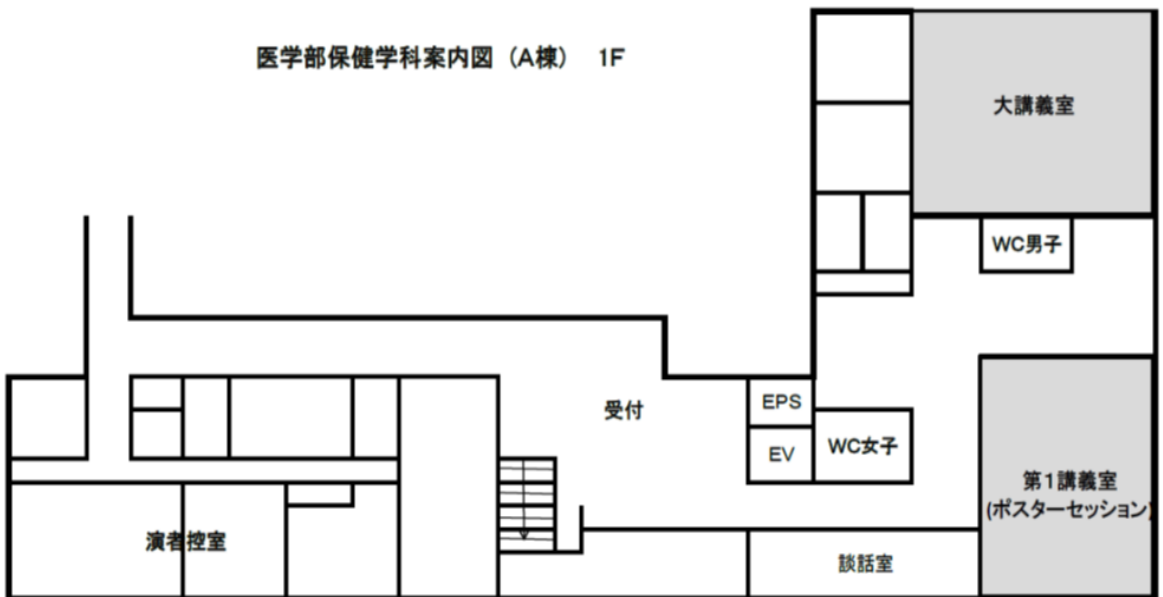 医学部保健学科案内図（A棟）　1F
大講義室
WC男子
受付
EPS
EV
WC女子
第1講義室
(ポスターセッション)
演者控室
談話室